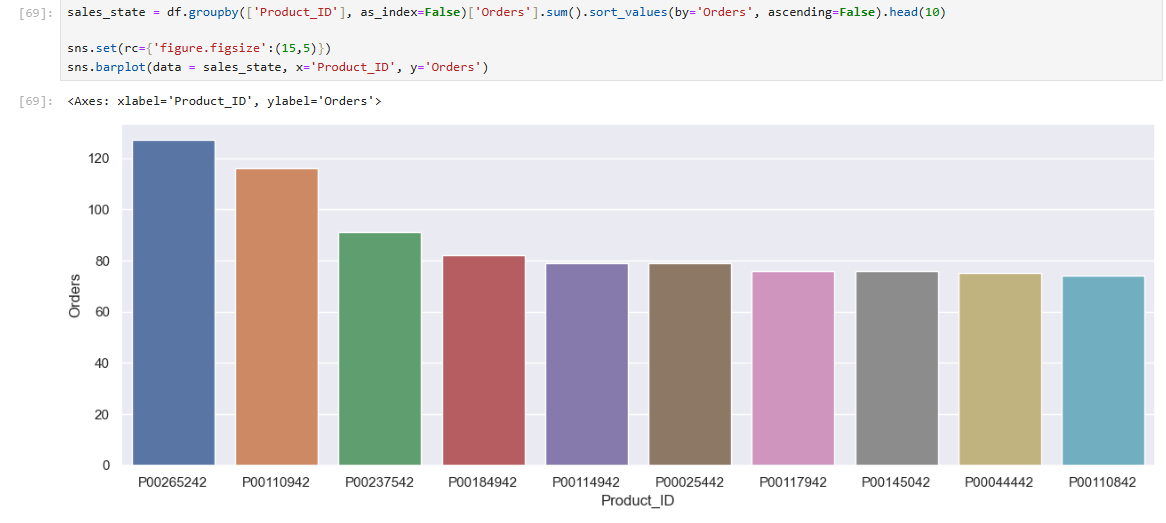 [69]: sales_state = df.groupby(['Product_ID'], as_index=False)['Orders'].sum().sort_values(by='Orders', ascending=False).head(10)
sns.set(rc={'figure.figsize':(15,5)})
sns.barplot(data = sales_state, x='Product_ID', y='Orders')
[69]: <Axes: xlabel='Product_ID', ylabel='Orders'>
120
100
80
60
40
20
0
Orders
P00265242 P00110942 P00237542 P00184942 P00114942 P00025442 P00117942 P00145042 P00044442 P00110842
Product_ID